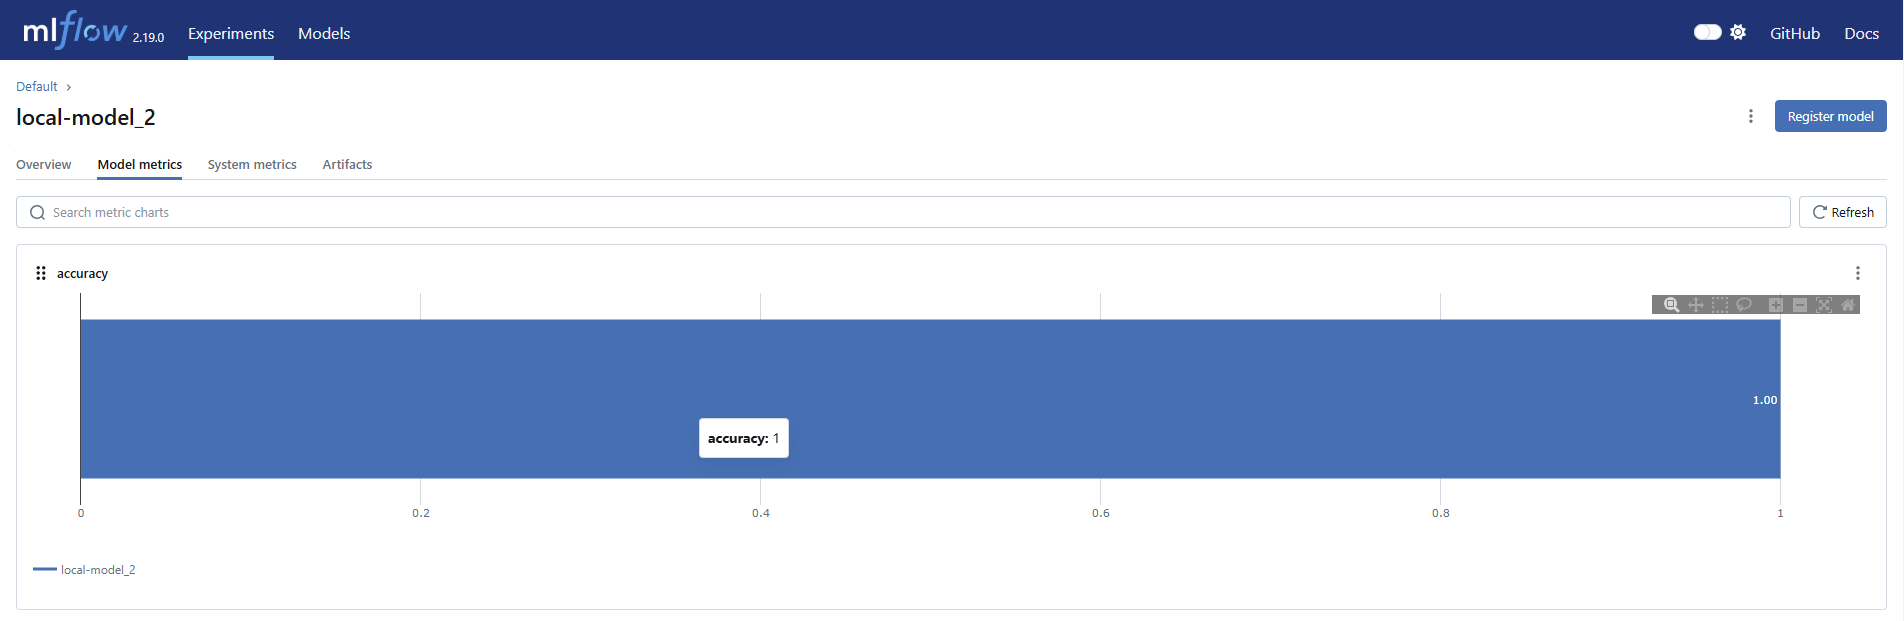 mlflow 2.19.0 Experiments Models GitHub Docs
Default
local-model_2
Register model
Overview Model metrics System metrics Artifacts
Search metric charts
Refresh
accuracy
1.00
accuracy: 1
0 0.2 0.4 0.6 0.8 1
local-model_2